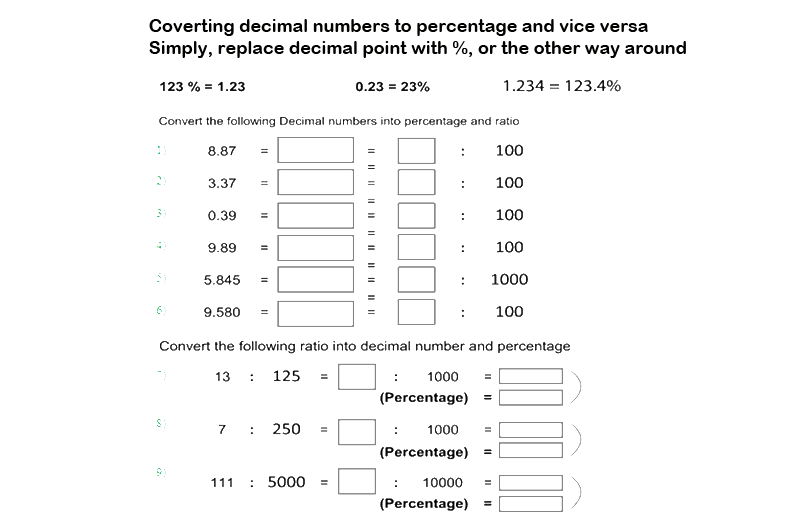 Coverting decimal numbers to percentage and vice versa
Simply, replace decimal point with %, or the other way around
123 % = 1.23 0.23 = 23% 1.234 = 123.4%
Convert the following Decimal numbers into percentage and ratio
1) 8.87 = = : 100
=
2) 3.37 = = : 100
=
3) 0.39 = = : 100
=
4) 9.89 = = : 100
=
5) 5.845 = = : 1000
=
6) 9.580 = = : 100
Convert the following ratio into decimal number and percentage
13 : 125 = : 1000 =
(Percentage) =
8) 7 : 250 = : 1000 =
(Percentage) =
9) 111 : 5000 = : 10000 =
(Percentage) =